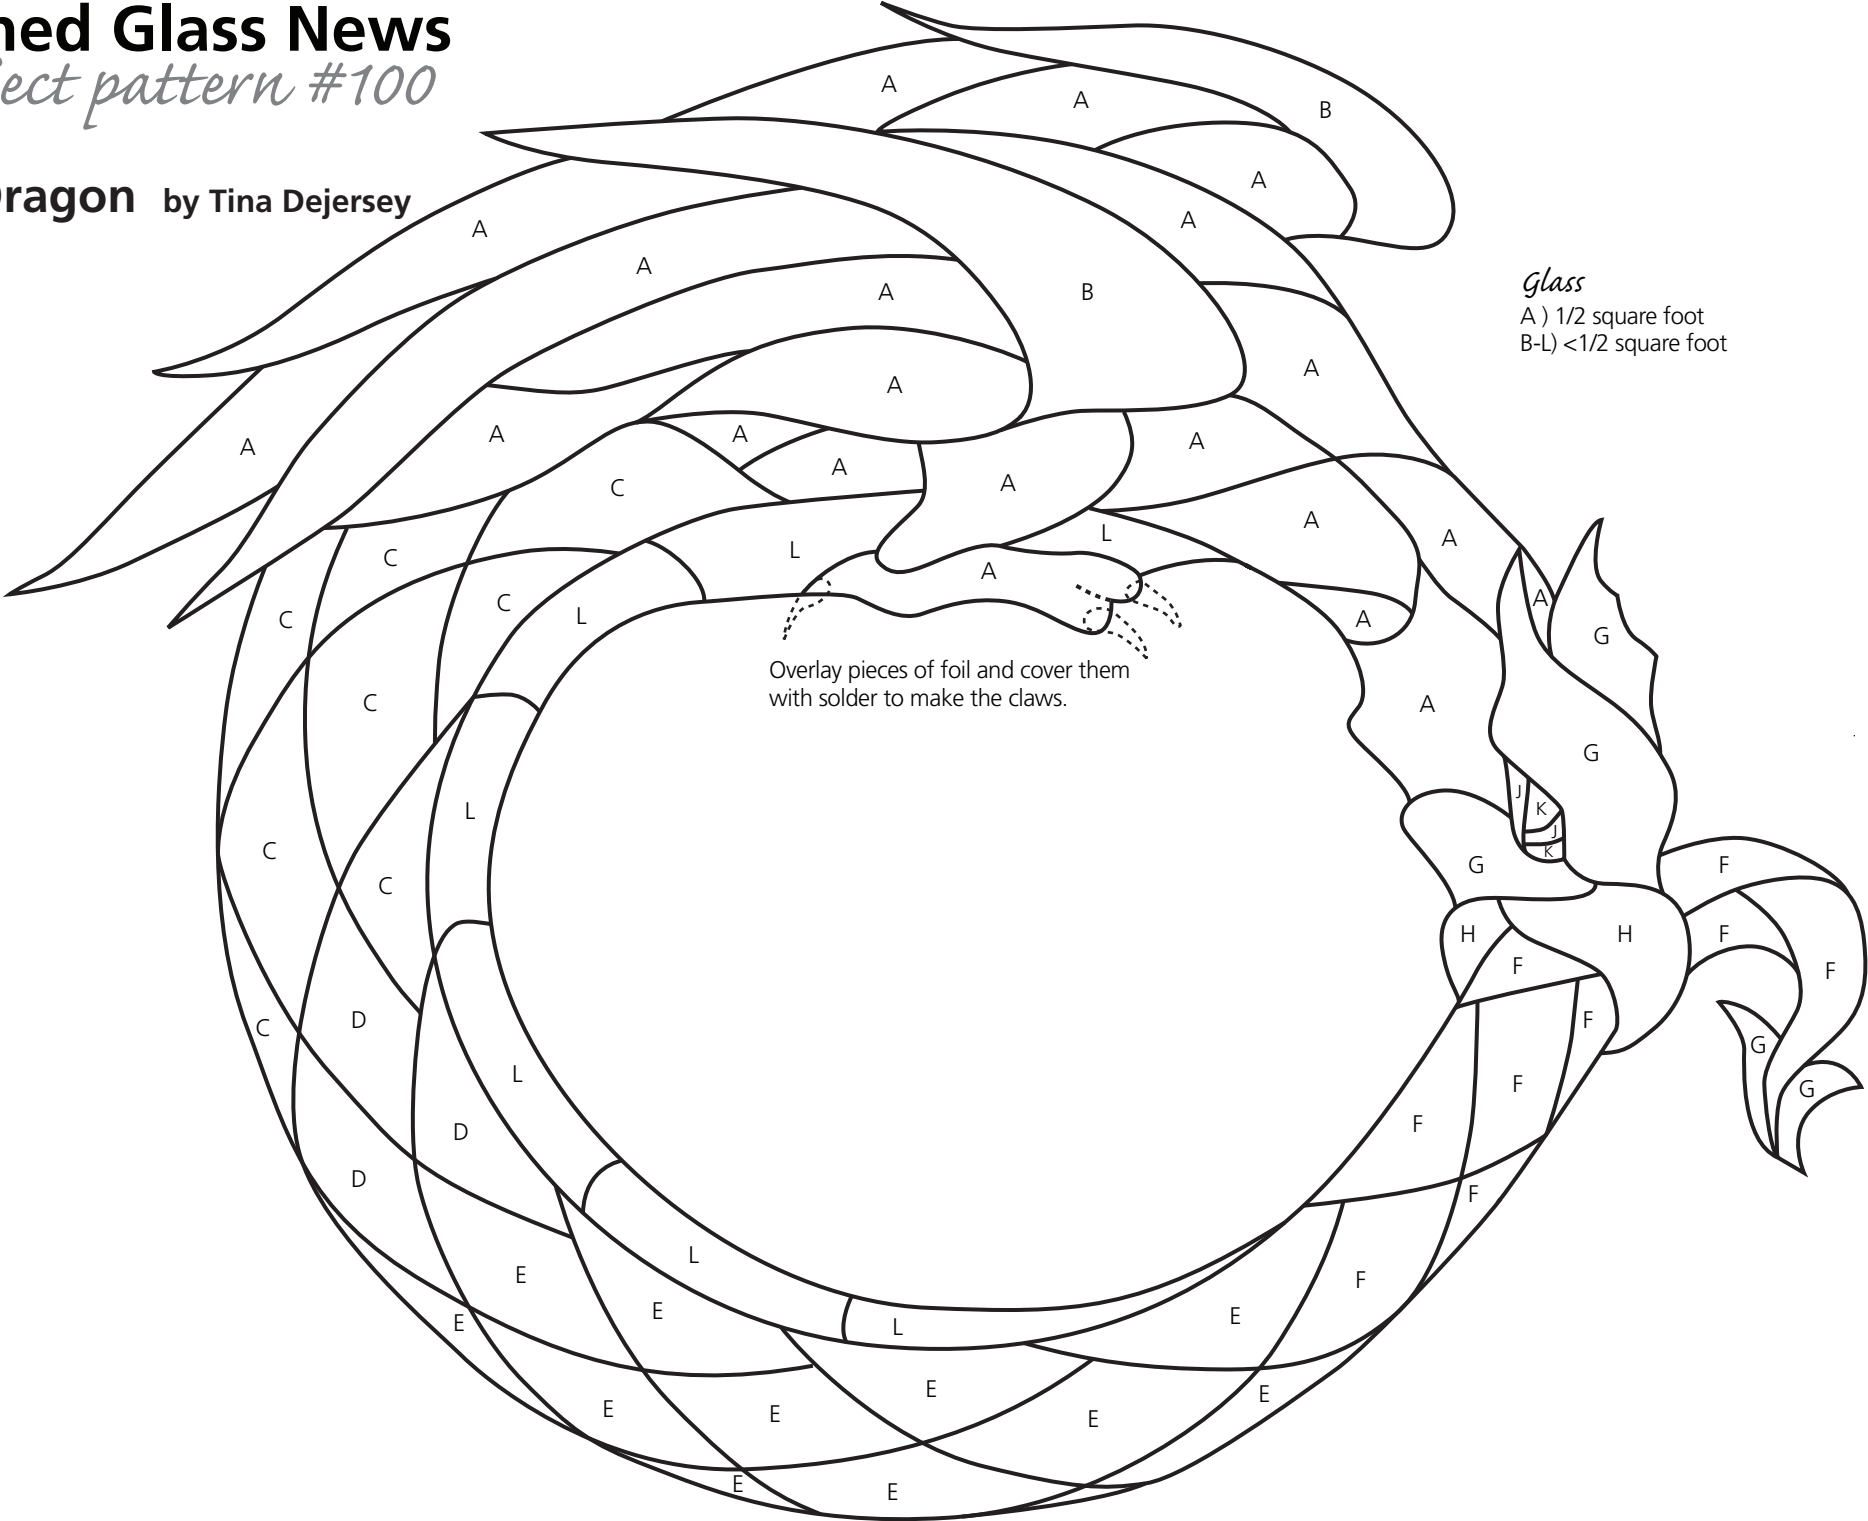 ned Glass News
ect pattern #100
ragon by Tina Dejersey
A
A
B
A
A
A
A
A
B
Glass
A ) 1/2 square foot
B-L) <1/2 square foot
A
A
A
A
A
A
A
A
C
A
A
A
L
L
C
A
A
C
C
L
A
A
G
Overlay pieces of foil and cover them
with solder to make the claws.
C
A
G
J
K
J
K
L
C
C
G
F
H
H
F
F
F
C
D
F
G
L
F
G
D
F
D
F
L
E
F
E
E
L
E
E
E
E
E
E
E
E